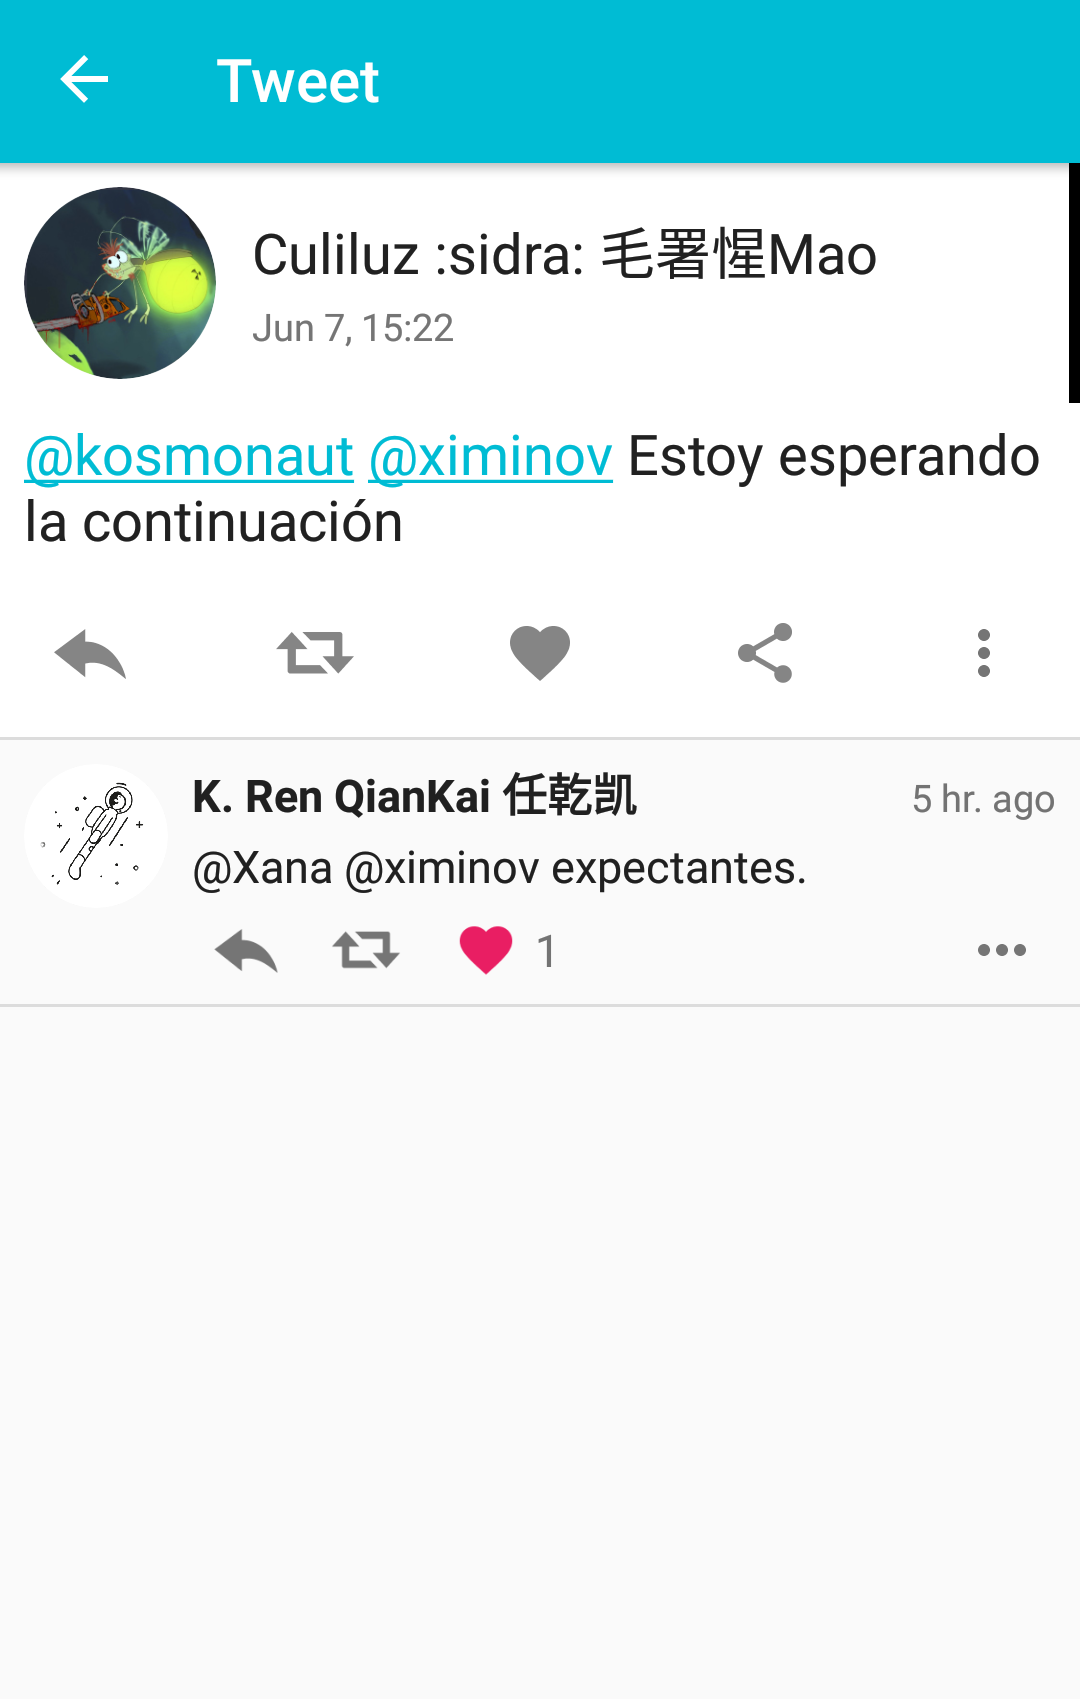 Tweet
Culiluz :sidra: 毛署惺Mao
Jun 7, 15:22
@kosmonaut @ximinov Estoy esperando
la continuación
K. Ren QianKai 任乾凯
5 hr. ago
@Xana @ximinov expectantes.
1